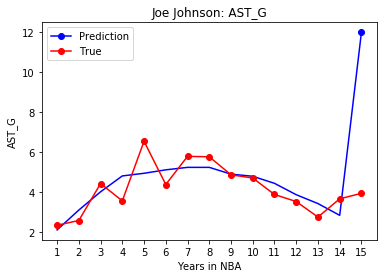 Joe Johnson: AST_G
Prediction
True
12
10
8
6
4
2
AST_G
1 2 3 4 5 6 7 8 9 10 11 12 13 14 15
Years in NBA